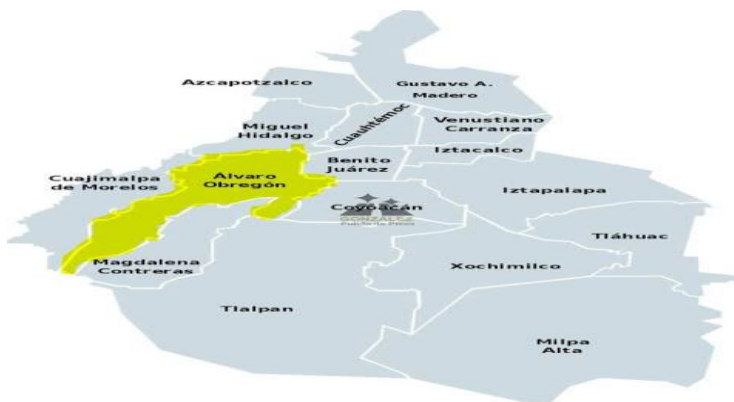 Azcapotzalco
Gustavo A.
Madero
Cuauhtémoc
Venustiano
Carranza
Miguel
Hidalgo
Iztacalco
Benito
Juárez
Cuajimalpa
de Morelos
Álvaro
Obregón
Iztapalapa
Coyoacán
GONZÁLEZ
Tláhuac
Magdalena
Contreras
Xochimilco
Tlalpan
Milpa
Alta